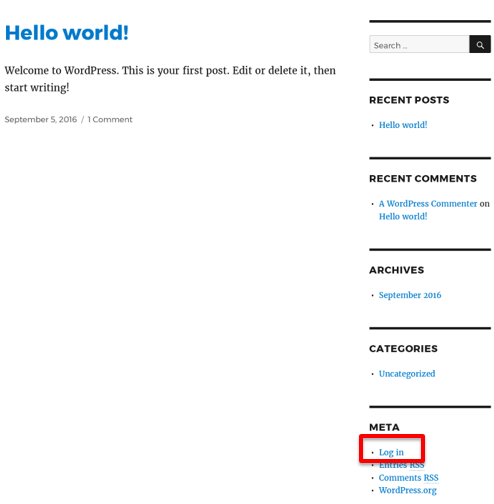 Hello world!
Welcome to WordPress. This is your first post. Edit or delete it, then
start writing!
September 5, 2016 / 1 Comment
Search …
RECENT POSTS
Hello world!
RECENT COMMENTS
A WordPress Commenter on
Hello world!
ARCHIVES
September 2016
CATEGORIES
Uncategorized
META
Log in
Entries RSS
Comments RSS
WordPress.org